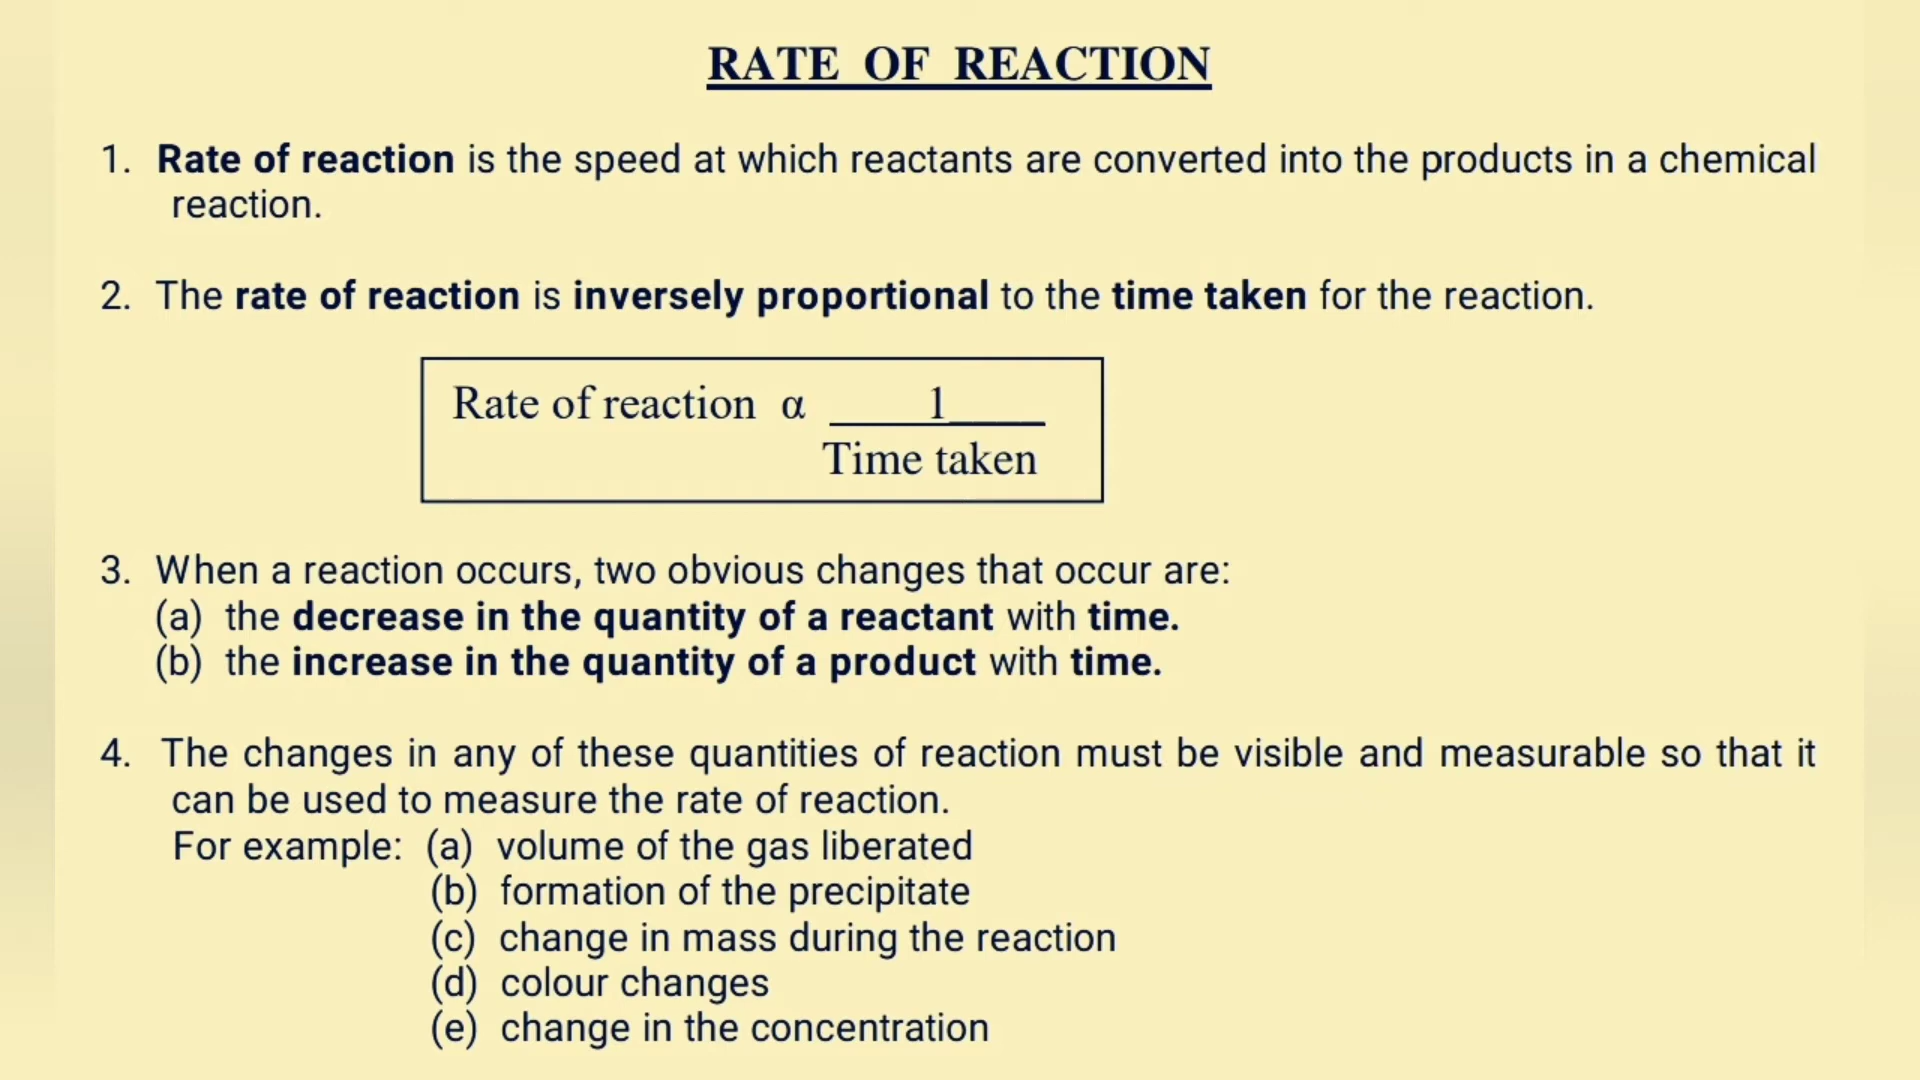 RATE OF REACTION
1. Rate of reaction is the speed at which reactants are converted into the products in a chemical
reaction.
2. The rate of reaction is inversely proportional to the time taken for the reaction.
Rate of reaction α 1
Time taken
3. When a reaction occurs, two obvious changes that occur are:
(a) the decrease in the quantity of a reactant with time.
(b) the increase in the quantity of a product with time.
4. The changes in any of these quantities of reaction must be visible and measurable so that it
can be used to measure the rate of reaction.
For example: (a) volume of the gas liberated
(b) formation of the precipitate
(c) change in mass during the reaction
(d) colour changes
(e) change in the concentration